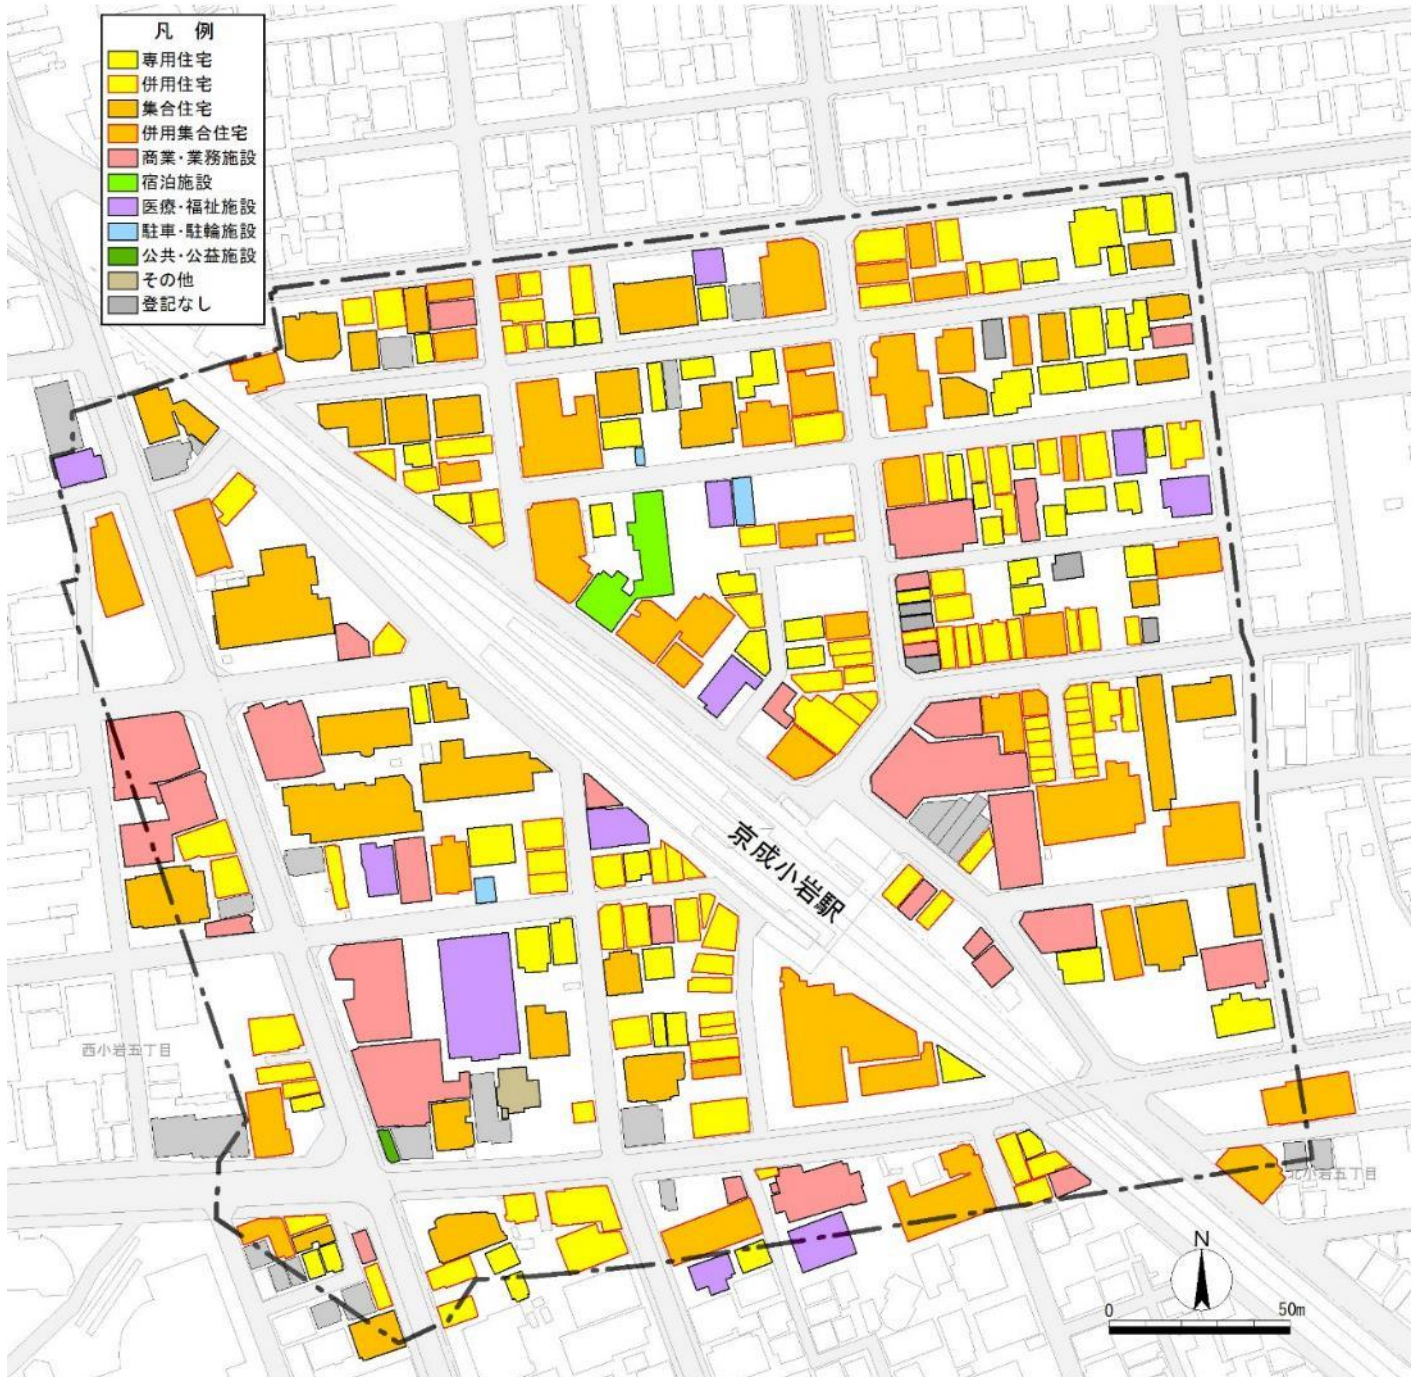 凡 例
専用住宅
併用住宅
集合住宅
併用集合住宅
商業・業務施設
宿泊施設
医療・福祉施設
駐車・駐輪施設
公共・公益施設
その他
登記なし
京成小岩駅
西小岩五丁目
北小岩五丁目
N
0 50m